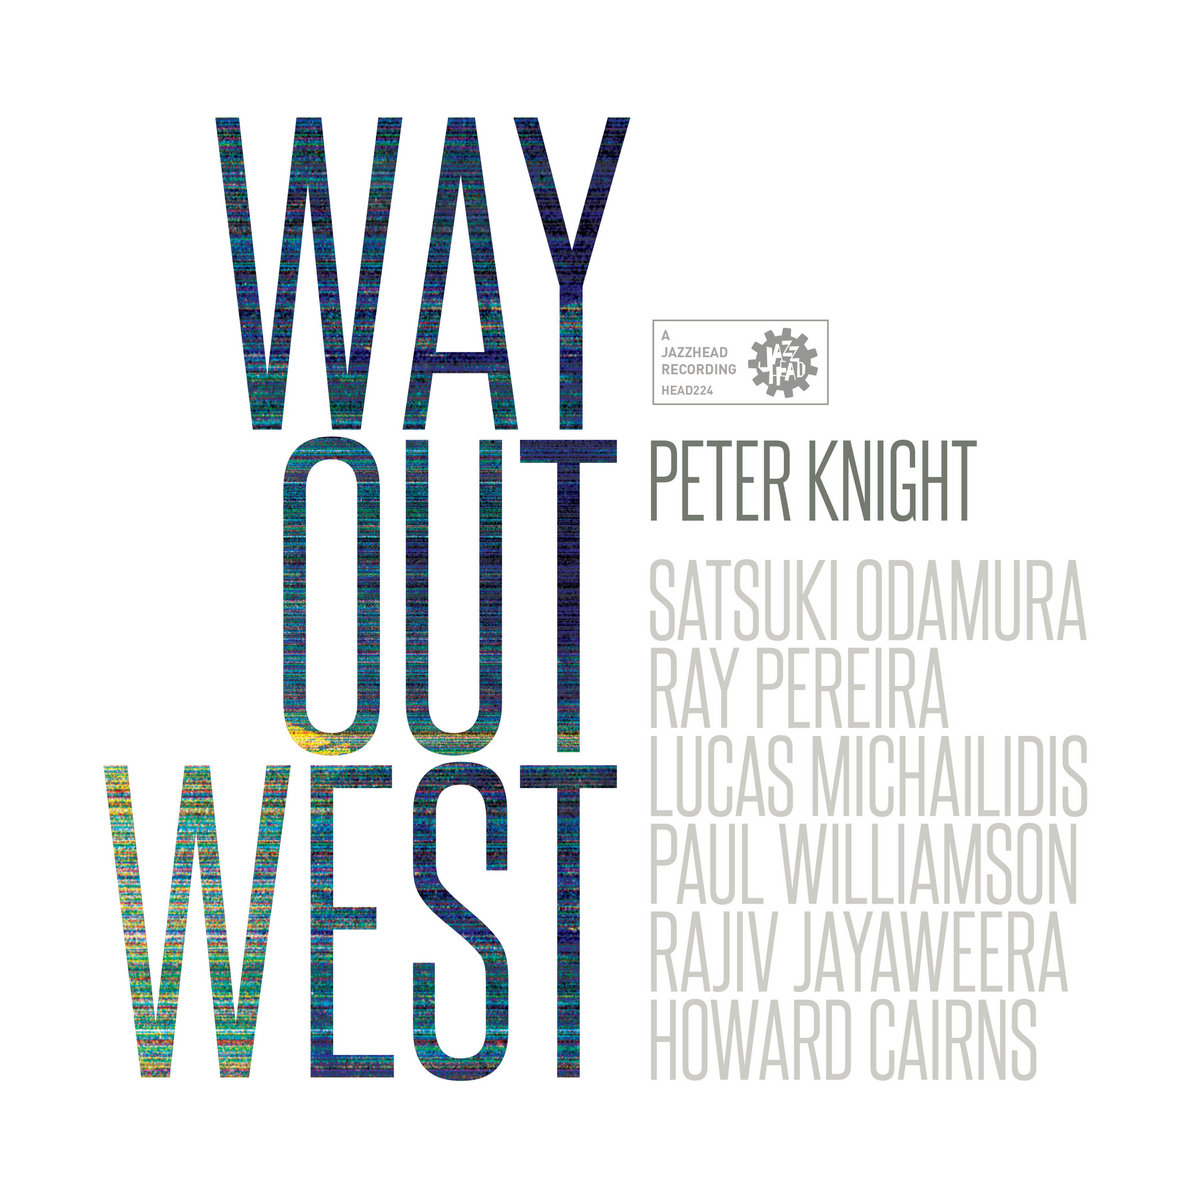 WAY
OUT
WEST
A
JAZZHEAD
RECORDING
HEAD224
JAZZ
HEAD
PETER KNIGHT
SATSUKI ODAMURA
RAY PEREIRA
LUCAS MICHAILIDIS
PAUL WILLIAMSON
RAJIV JAYAWEERA
HOWARD CAIRNS